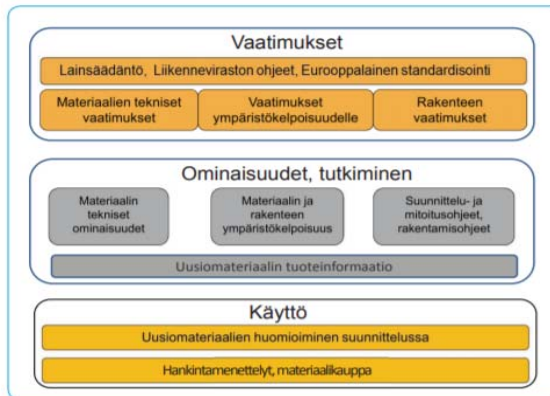 Vaatimukset
Lainsäädäntö, Liikenneviraston ohjeet, Eurooppalainen standardisointi
Materiaalien tekniset
vaatimukset
Vaatimukset
ympäristökelpoisuudelle
Rakenteen
vaatimukset
Ominaisuudet, tutkiminen
Materiaalin
tekniset
ominaisuudet
Materiaalin ja
rakenteen
ympäristökelpoisuus
Suunnittelu- ja
mitoitusohjeet,
rakentamisohjeet
Uusiomateriaalin tuoteinformaatio
Käyttö
Uusiomateriaalien huomioiminen suunnittelussa
Hankintamenettelyt, materiaalikauppa